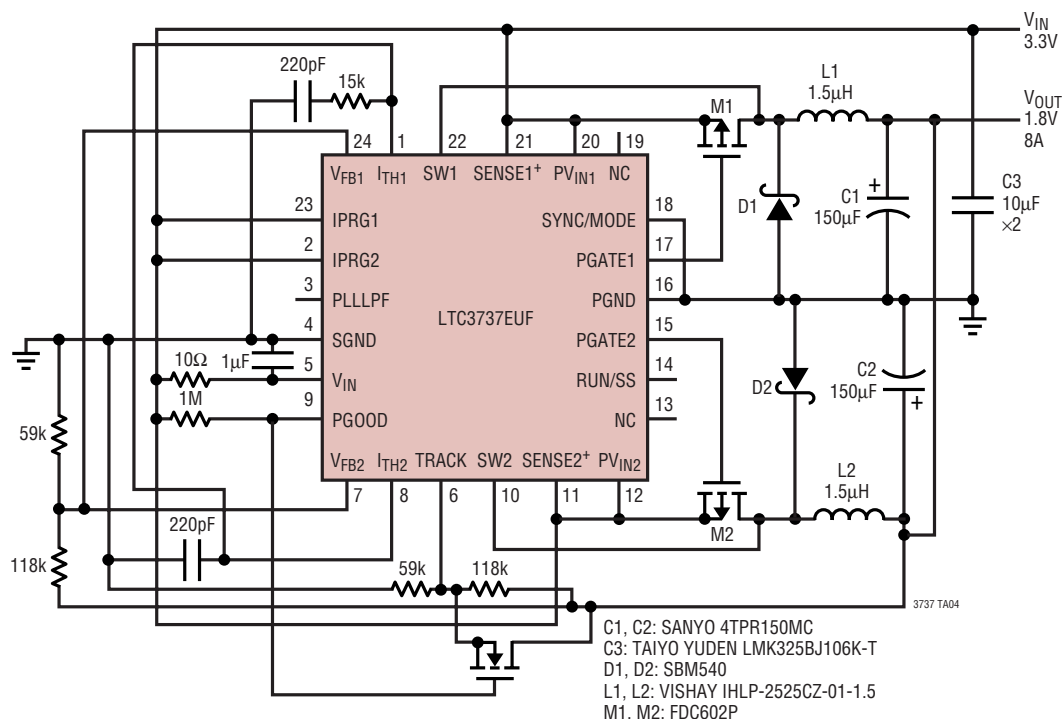 VIN
3.3V
220pF
15k
L1
1.5µH
M1
VOUT
1.8V
8A
24
1
22
21
20
19
VFB1
ITH1
SW1
SENSE1+
PVIN1
NC
C3
10µF
×2
C1
150µF
+
D1
23
IPRG1
SYNC/MODE
18
2
IPRG2
PGATE1
17
3
PLLLPF
PGND
16
LTC3737EUF
4
SGND
PGATE2
15
10Ω
1µF
5
VIN
RUN/SS
14
1M
9
PGOOD
NC
13
D2
C2
150µF
+
59k
VFB2
ITH2
TRACK
SW2
SENSE2+
PVIN2
7
8
6
10
11
12
L2
1.5µH
M2
220pF
118k
59k
118k
3737 TA04
C1, C2: SANYO 4TPR150MC
C3: TAIYO YUDEN LMK325BJ106K-T
D1, D2: SBM540
L1, L2: VISHAY IHLP-2525CZ-01-1.5
M1, M2: FDC602P